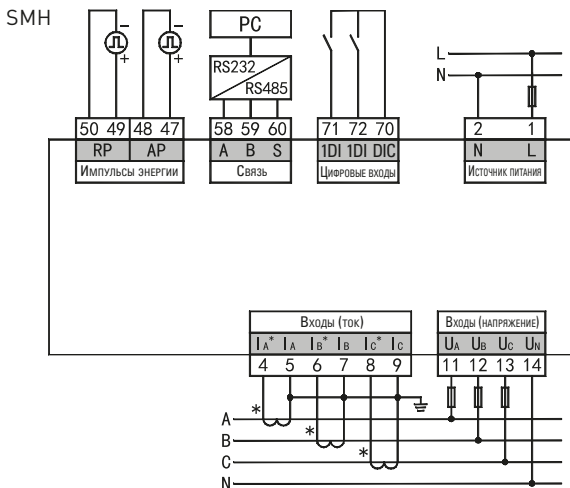 SMH
PC
RS232
RS485
L
N
- -
+ +
50 49 48 47
58 59 60
71 72 70
2 1
RP AP
A B S
1DI 1DI DIC
N L
Импульсы энергии
Связь
Цифровые входы
Источник питания
Входы (ток)
Входы (напряжение)
IA* IA IB* IB IC* IC
UA UB UC UN
4 5 6 7 8 9
11 12 13 14
*
A
*
B
*
C
N